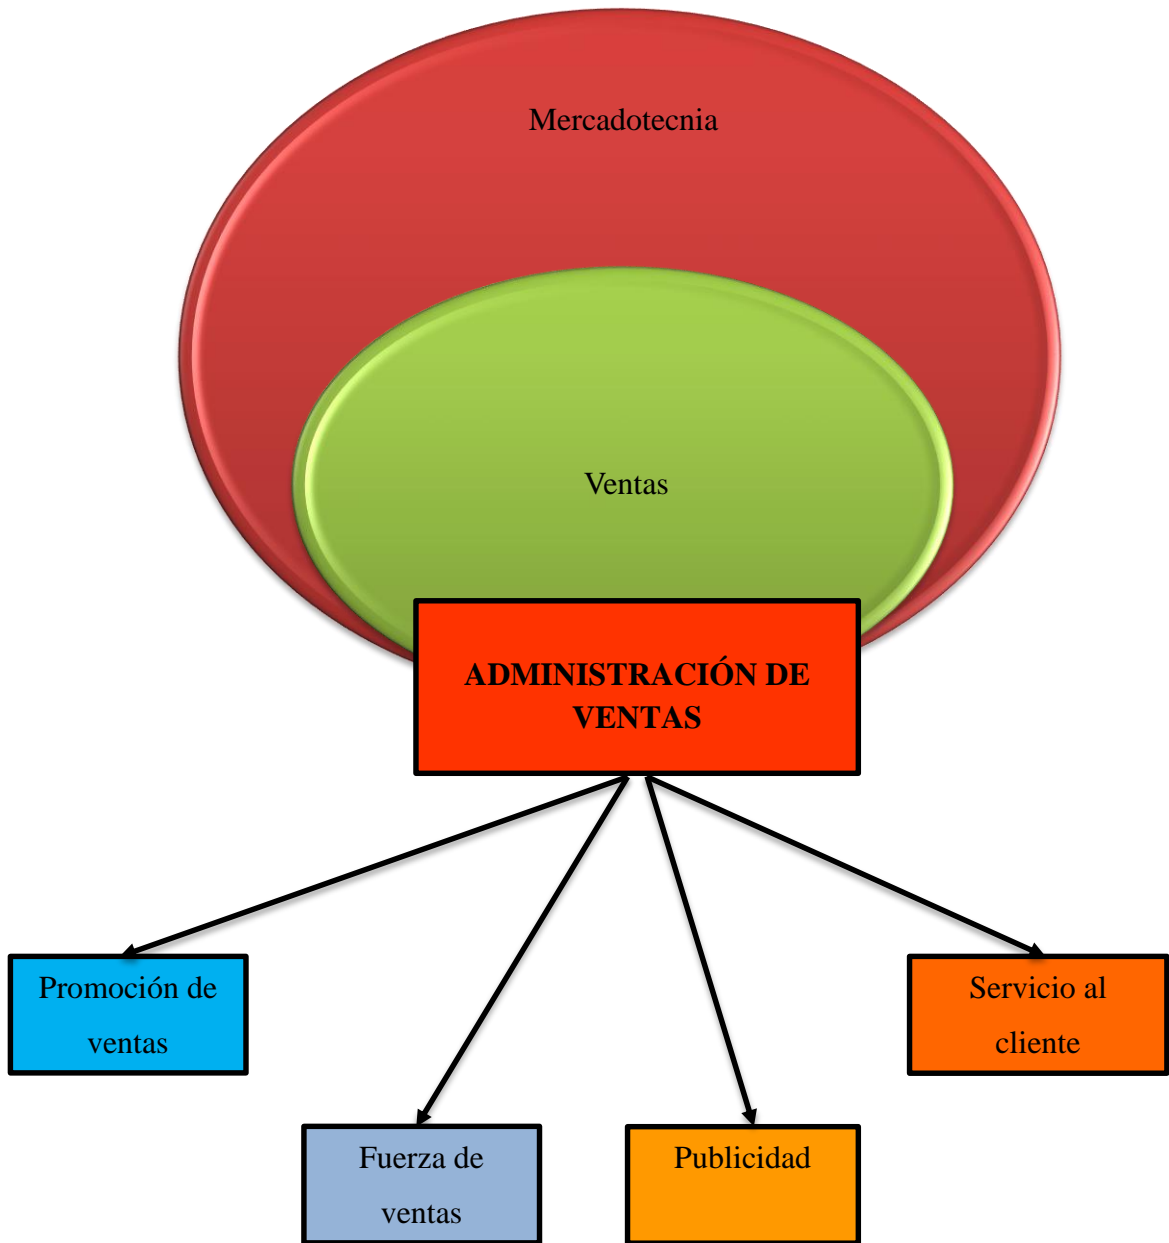 Mercadotecnia
Ventas
ADMINISTRACIÓN DE
VENTAS
Promoción de
ventas
Servicio al
cliente
Fuerza de
ventas
Publicidad